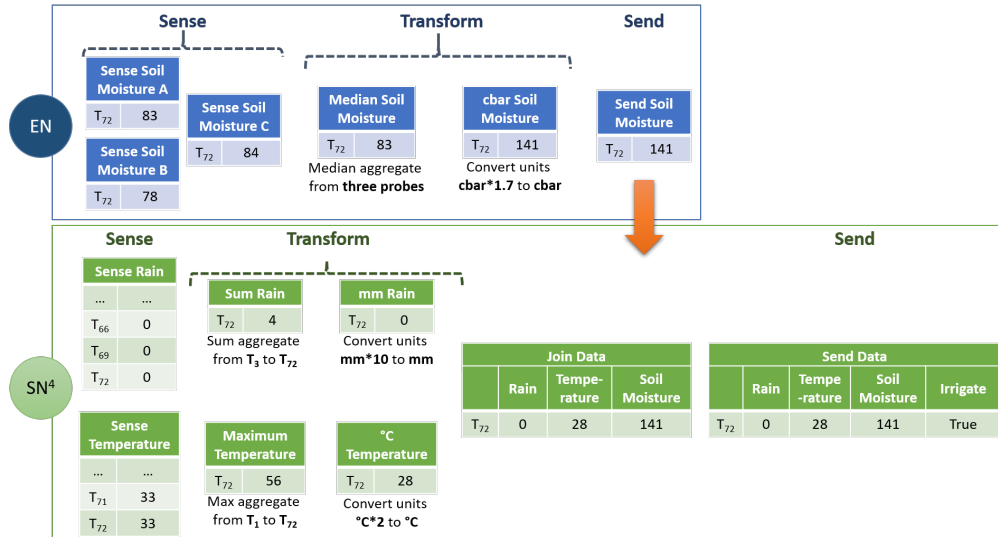 Sense
Transform
Send
EN
Sense Soil
Moisture A
T₇₂ 83
Sense Soil
Moisture B
T₇₂ 78
Sense Soil
Moisture C
T₇₂ 84
Median Soil
Moisture
T₇₂ 83
Median aggregate
from three probes
cbar Soil
Moisture
T₇₂ 141
Convert units
cbar*1.7 to cbar
Send Soil
Moisture
T₇₂ 141
Sense
Transform
Send
SN⁴
Sense Rain
... ...
T₆₆ 0
T₆₉ 0
T₇₂ 0
Sum Rain
T₇₂ 4
Sum aggregate
from T₃ to T₇₂
mm Rain
T₇₂ 0
Convert units
mm*10 to mm
Sense
Temperature
... ...
T₇₁ 33
T₇₂ 33
Maximum
Temperature
T₇₂ 56
Max aggregate
from T₁ to T₇₂
°C
Temperature
T₇₂ 28
Convert units
°C*2 to °C
Join Data
Rain Tempe-rature Soil Moisture
T₇₂ 0 28 141
Send Data
Rain Tempe-rature Soil Moisture Irrigate
T₇₂ 0 28 141 True